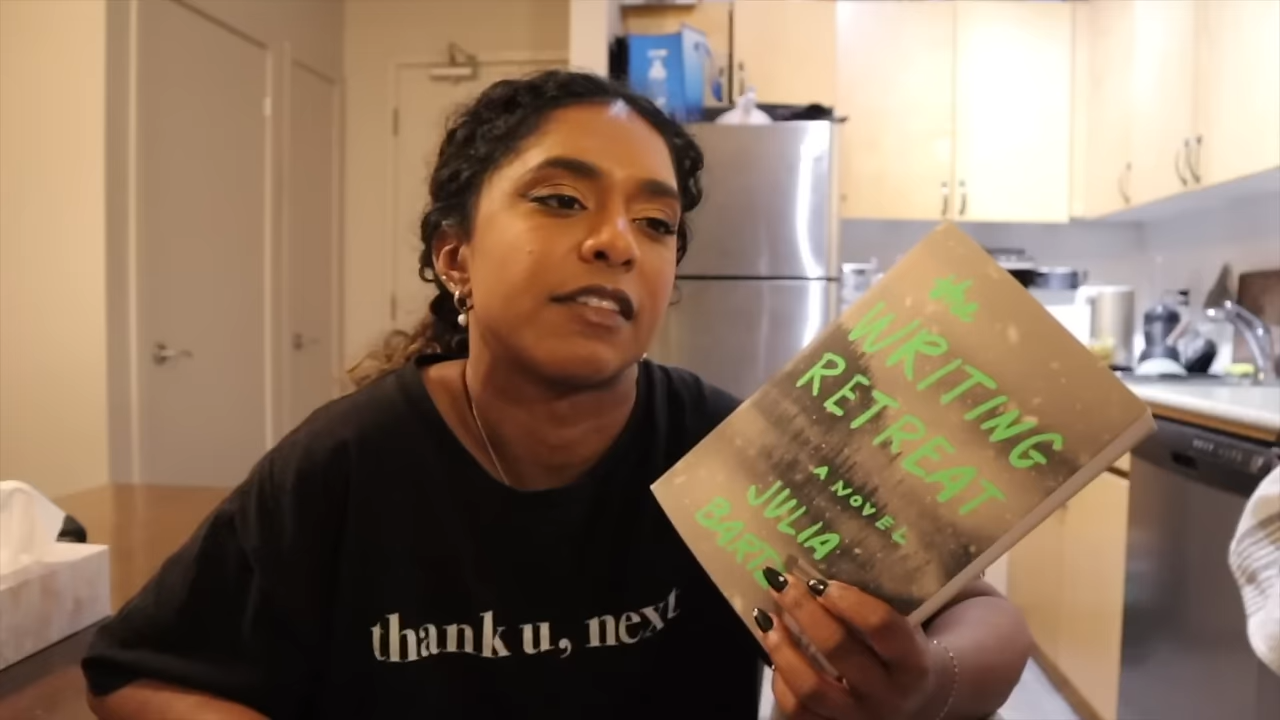 the
WRITING
RETREAT
A NOVEL
JULIA
thank u, next